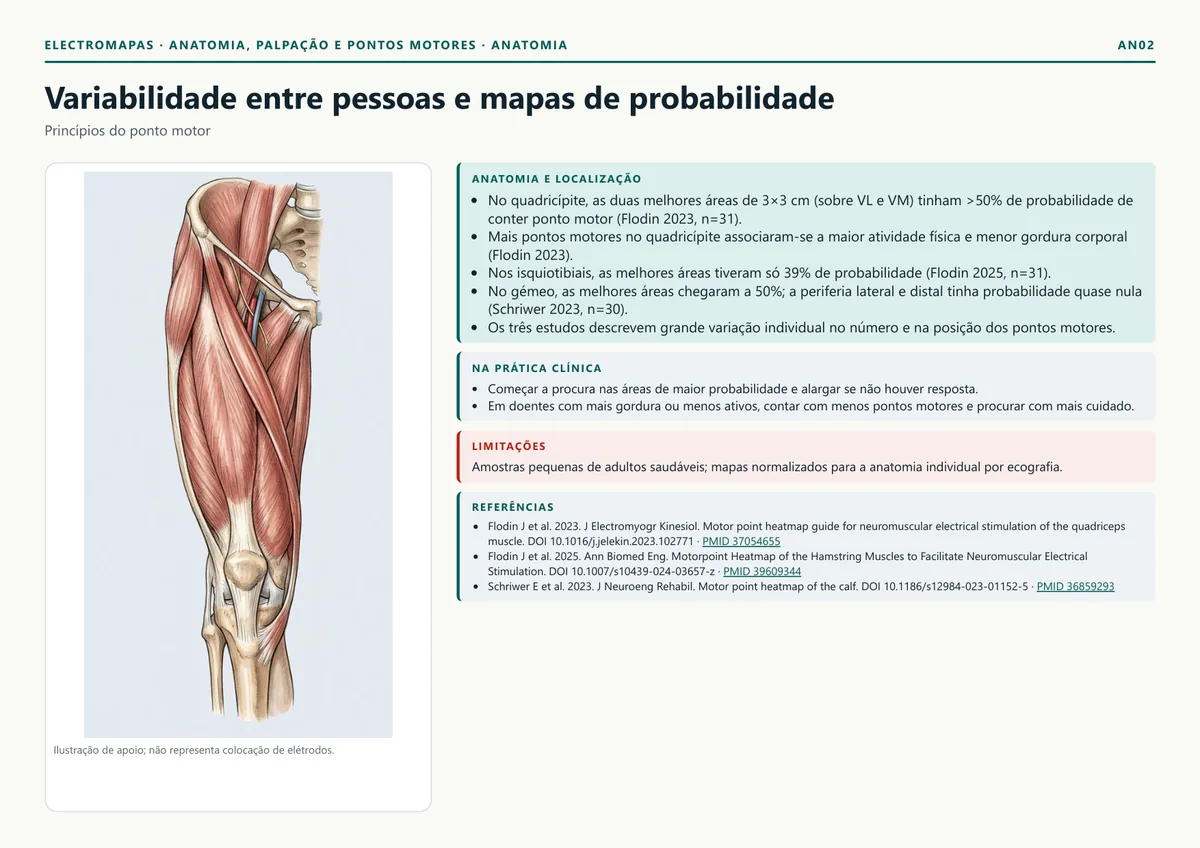 ELECTROMAPAS · ANATOMIA, PALPAÇÃO E PONTOS MOTORES · ANATOMIA
AN02
Variabilidade entre pessoas e mapas de probabilidade
Princípios do ponto motor
Ilustração de apoio; não representa colocação de elétrodos.
ANATOMIA E LOCALIZAÇÃO
• No quadricípite, as duas melhores áreas de 3×3 cm (sobre VL e VM) tinham >50% de probabilidade de
conter ponto motor (Flodin 2023, n=31).
• Mais pontos motores no quadricípite associaram-se a maior atividade física e menor gordura corporal
(Flodin 2023).
• Nos isquiotibiais, as melhores áreas tiveram só 39% de probabilidade (Flodin 2025, n=31).
• No gémeo, as melhores áreas chegaram a 50%; a periferia lateral e distal tinha probabilidade quase nula
(Schriwer 2023, n=30).
• Os três estudos descrevem grande variação individual no número e na posição dos pontos motores.
NA PRÁTICA CLÍNICA
• Começar a procura nas áreas de maior probabilidade e alargar se não houver resposta.
• Em doentes com mais gordura ou menos ativos, contar com menos pontos motores e procurar com mais cuidado.
LIMITAÇÕES
Amostras pequenas de adultos saudáveis; mapas normalizados para a anatomia individual por ecografia.
REFERÊNCIAS
• Flodin J et al. 2023. J Electromyogr Kinesiol. Motor point heatmap guide for neuromuscular electrical stimulation of the quadriceps
muscle. DOI 10.1016/j.jelekin.2023.102771 · PMID 37054655
• Flodin J et al. 2025. Ann Biomed Eng. Motorpoint Heatmap of the Hamstring Muscles to Facilitate Neuromuscular Electrical
Stimulation. DOI 10.1007/s10439-024-03657-z · PMID 39609344
• Schriwer E et al. 2023. J Neuroeng Rehabil. Motor point heatmap of the calf. DOI 10.1186/s12984-023-01152-5 · PMID 36859293